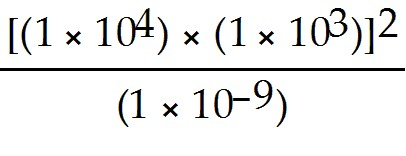 [(1 × 10⁴) × (1 × 10³)]²
(1 × 10⁻⁹)